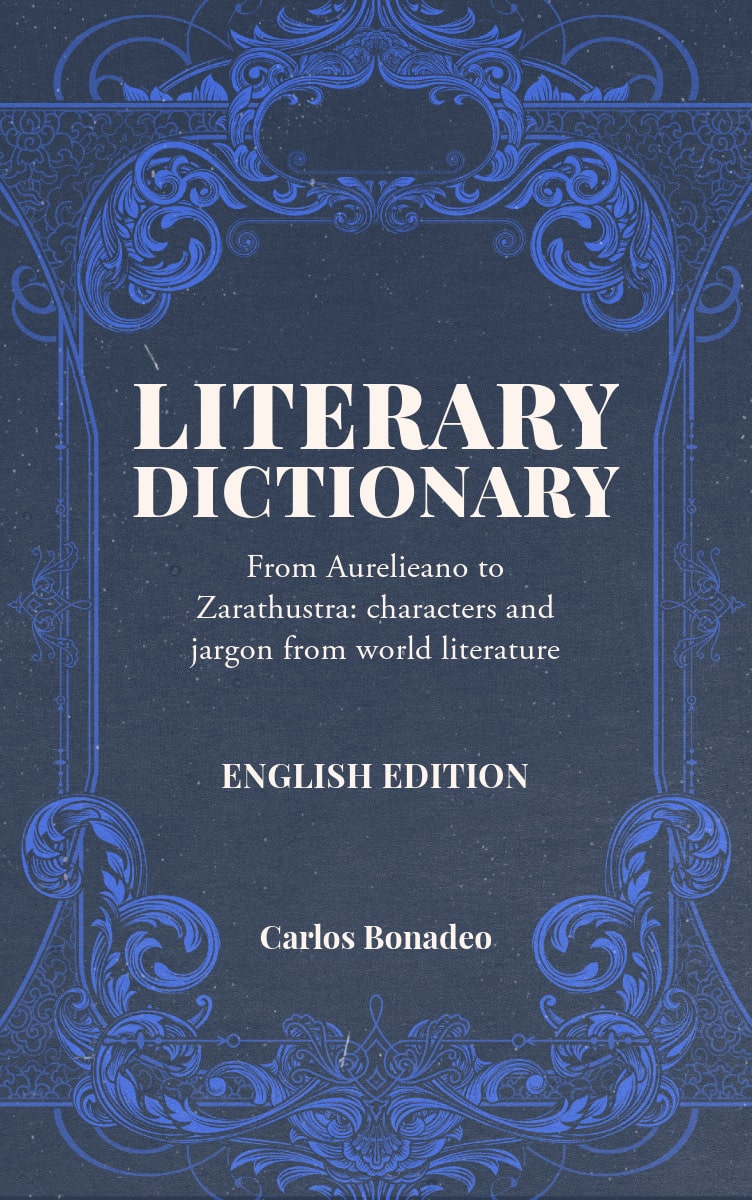 LITERARY
DICTIONARY
From Aurelieano to
Zarathustra: characters and
jargon from world literature
ENGLISH EDITION
Carlos Bonadeo